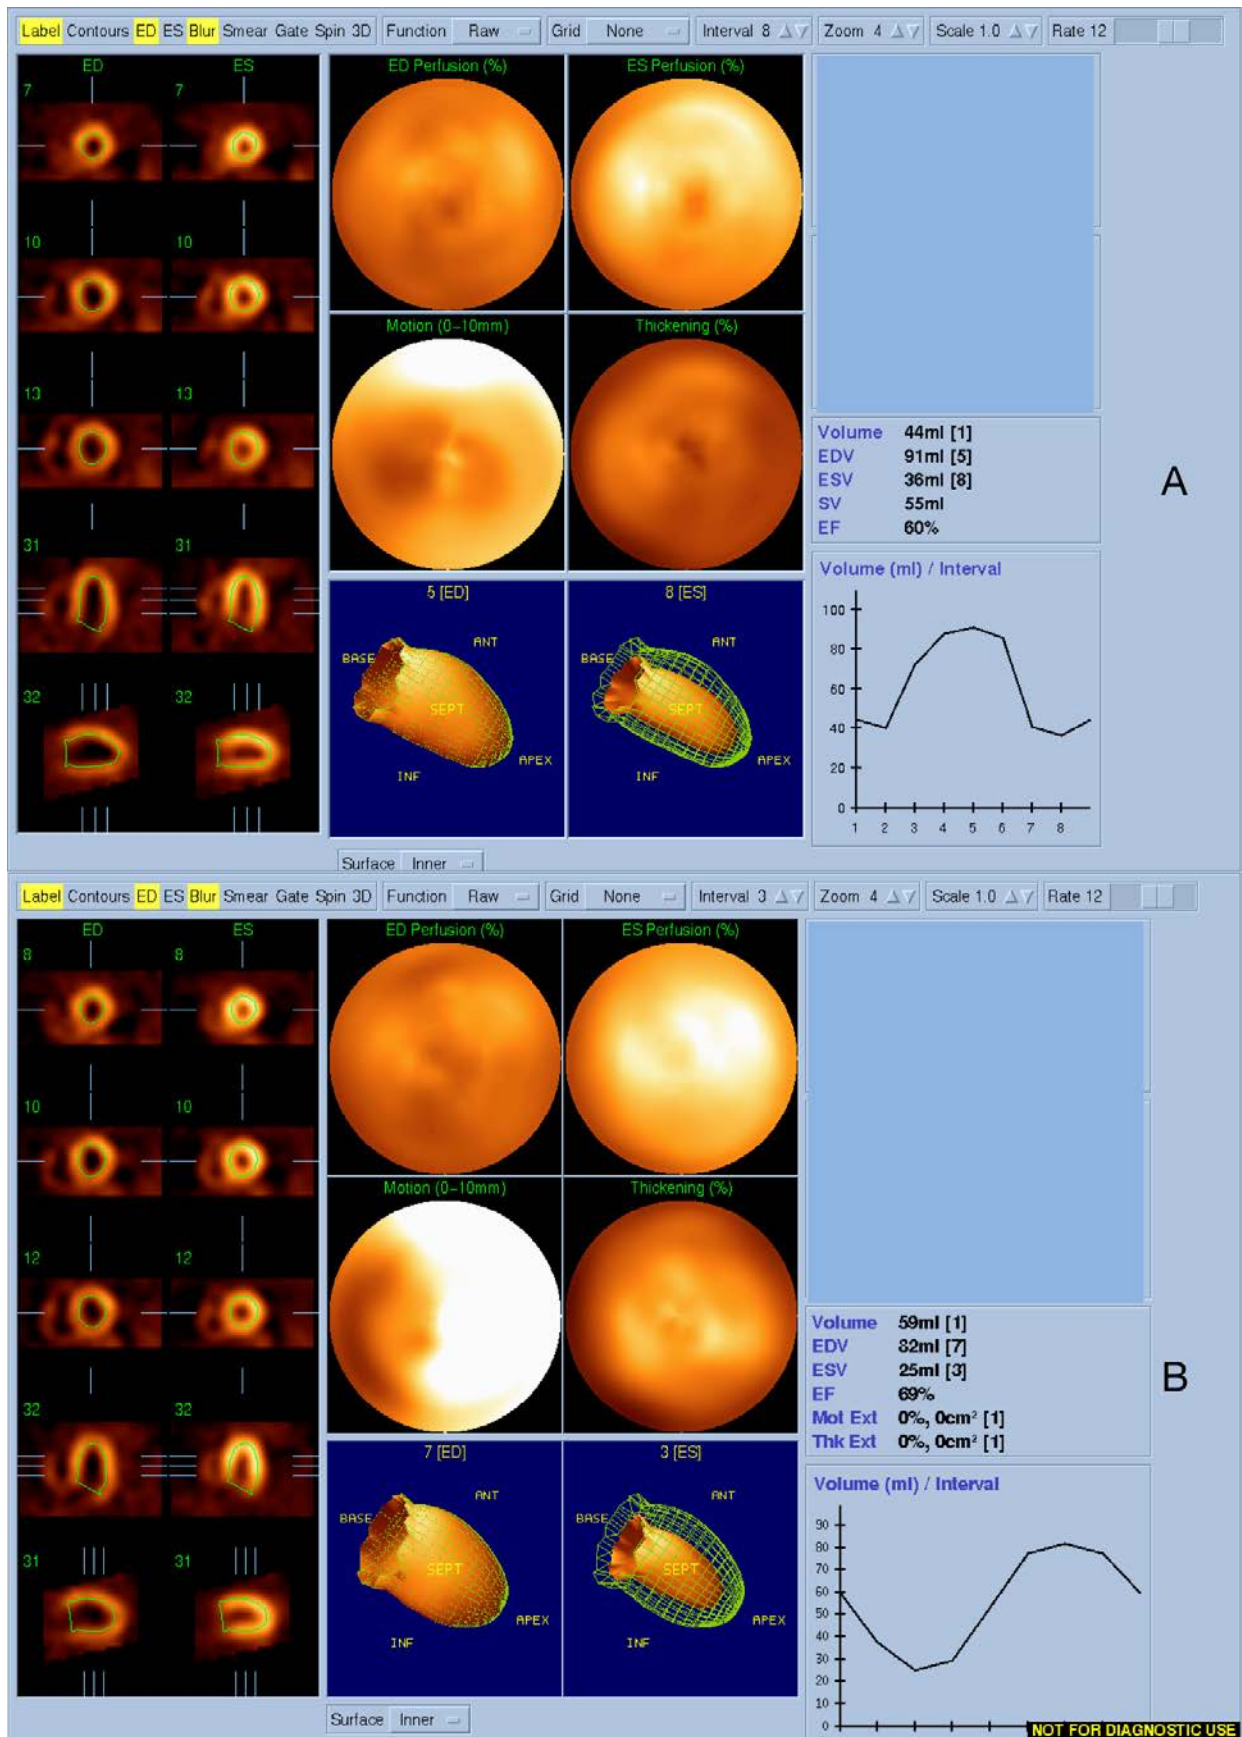 Label Contours ED ES Blur Smear Gate Spin 3D Function Raw Grid None Interval 8 Zoom 4 Scale 1.0 Rate 12
ED ES
7 7
10 10
13 13
31 31
32 32
ED Perfusion (%) ES Perfusion (%)
Motion (0-10mm) Thickening (%)
5 [ED] 8 [ES]
ANT ANT
BASE BASE
SEPT SEPT
APEX APEX
INF INF
Surface Inner
Volume 44ml [1]
EDV 91ml [5]
ESV 36ml [8]
SV 55ml
EF 60%
A
Volume (ml) / Interval
100
80
60
40
20
0
1 2 3 4 5 6 7 8
Label Contours ED ES Blur Smear Gate Spin 3D Function Raw Grid None Interval 3 Zoom 4 Scale 1.0 Rate 12
ED ES
8 8
10 10
12 12
32 32
31 31
ED Perfusion (%) ES Perfusion (%)
Motion (0-10mm) Thickening (%)
7 [ED] 3 [ES]
ANT ANT
BASE BASE
SEPT SEPT
APEX APEX
INF INF
Surface Inner
Volume 59ml [1]
EDV 82ml [7]
ESV 25ml [3]
EF 69%
Mot Ext 0%, 0cm² [1]
Thk Ext 0%, 0cm² [1]
B
Volume (ml) / Interval
90
80
70
60
50
40
30
20
10
0
NOT FOR DIAGNOSTIC USE